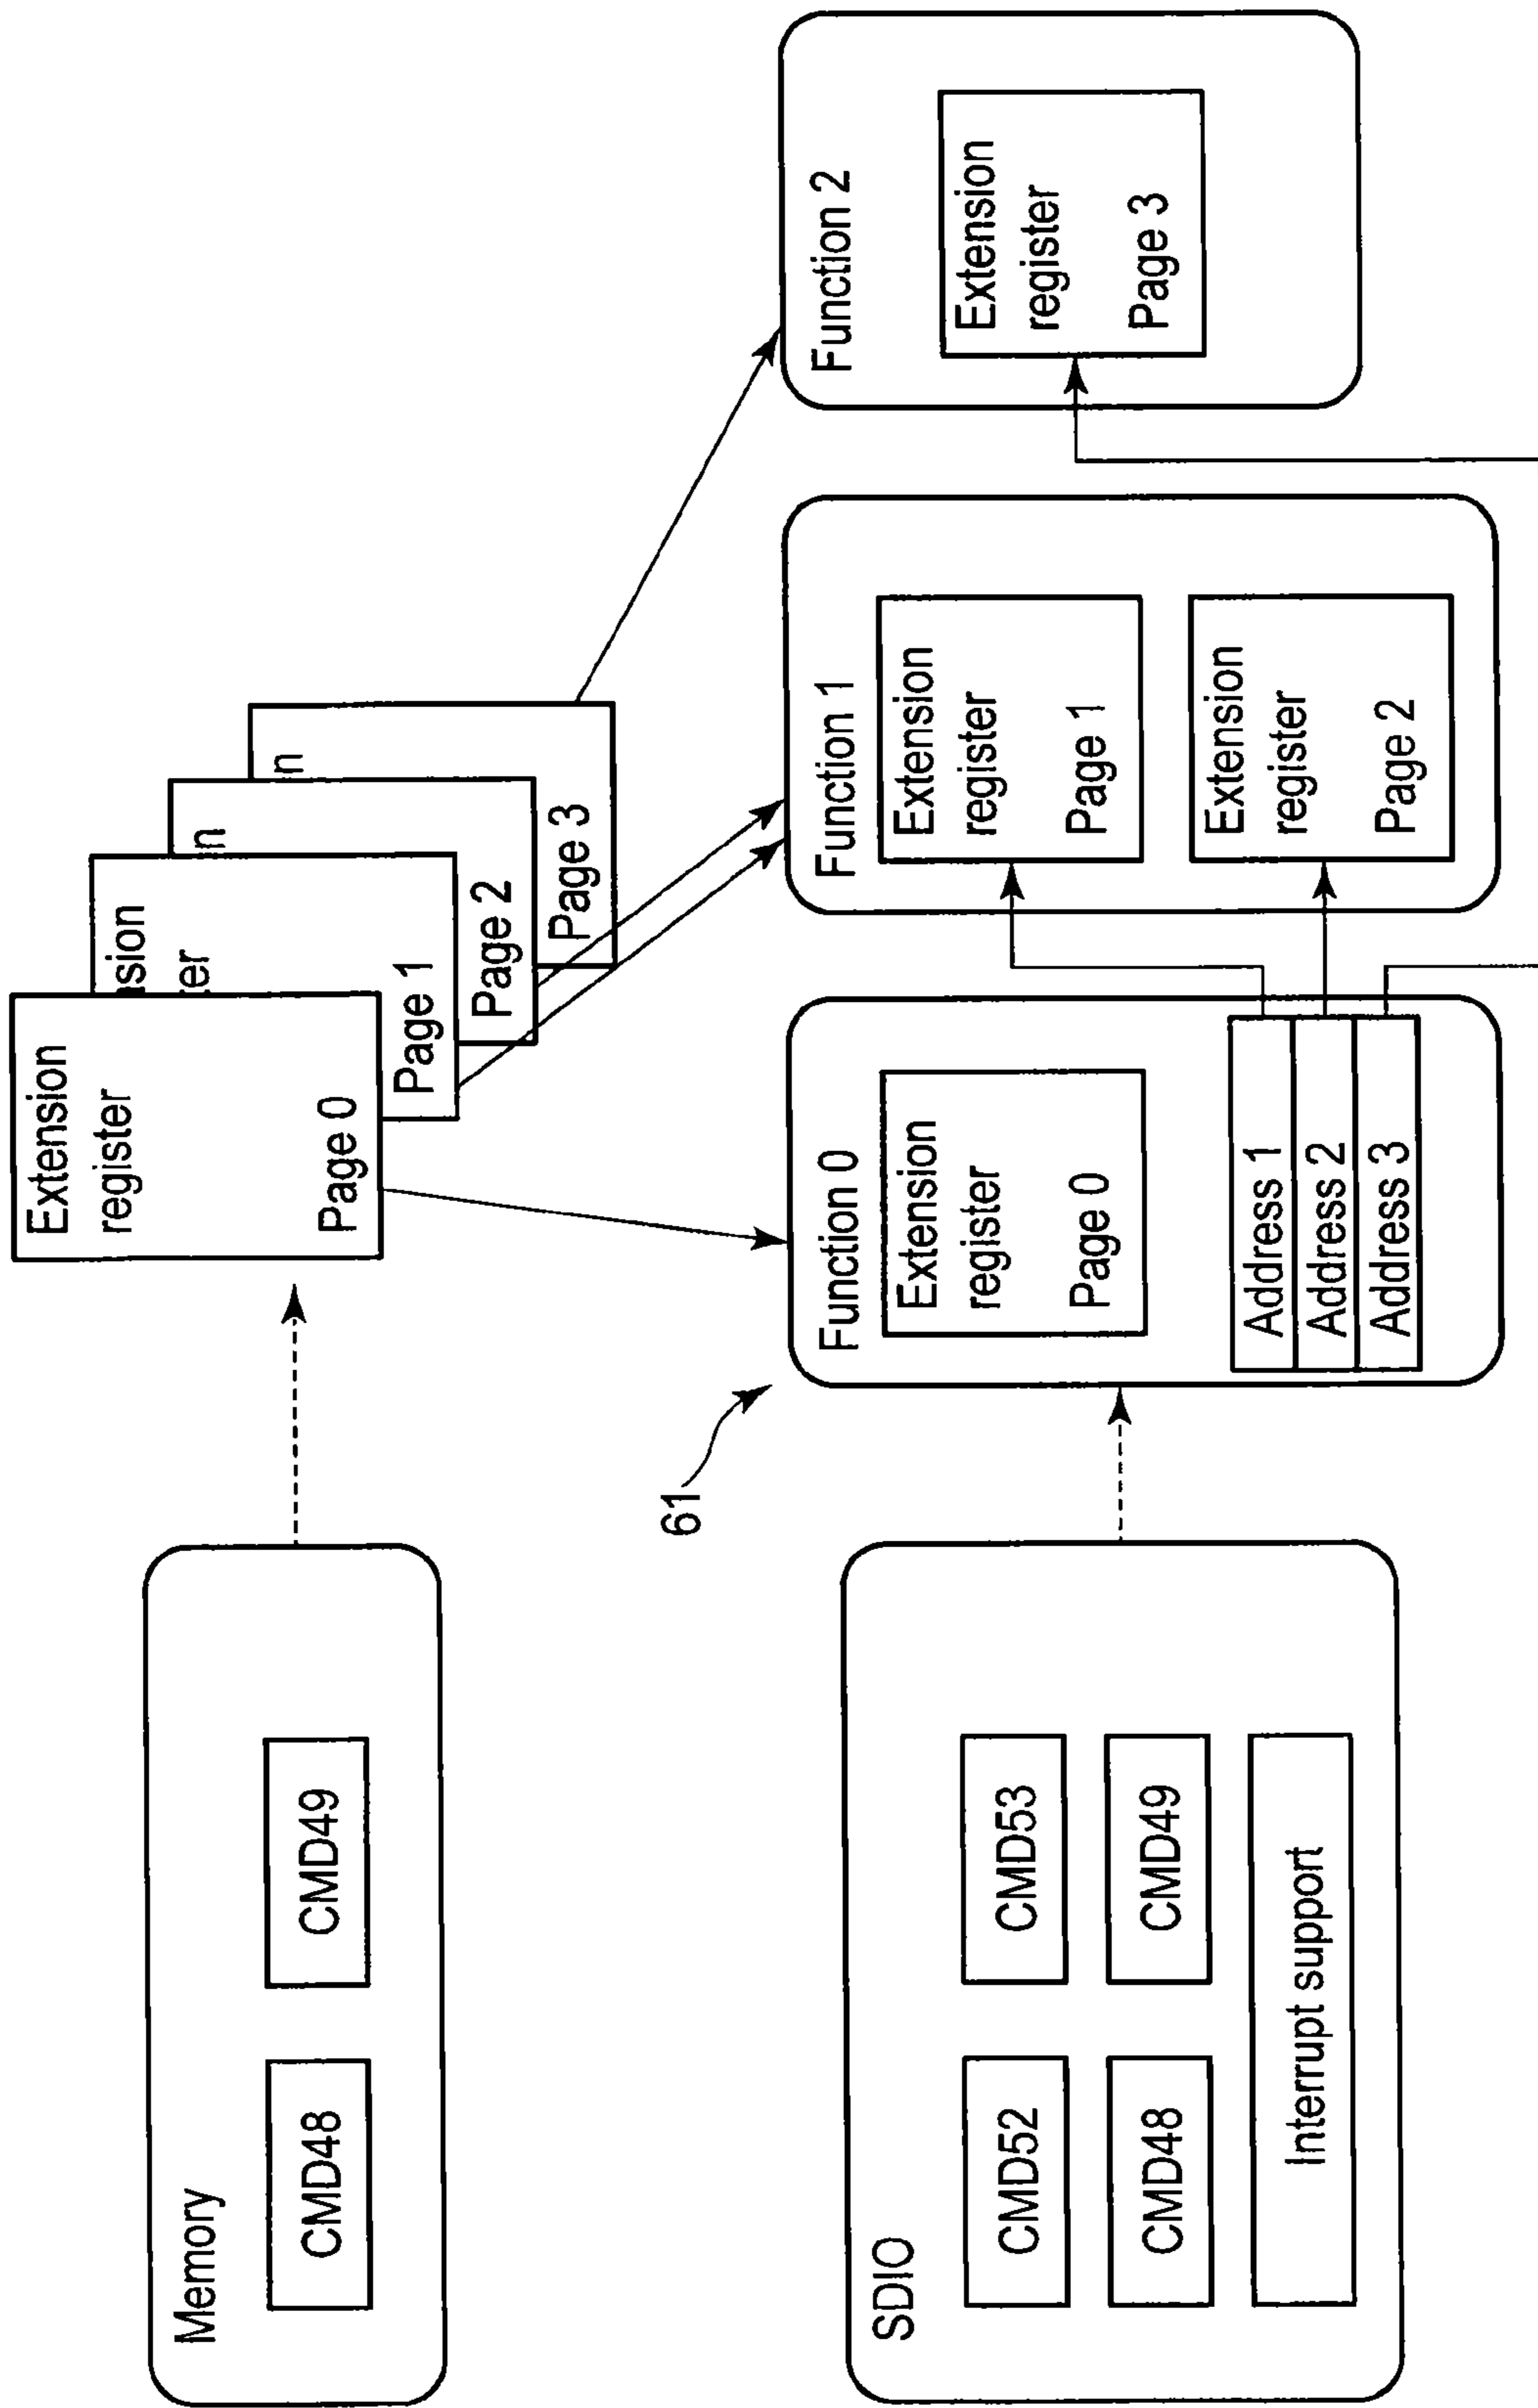 Memory
CMD48
CMD49
Extension
register
Page 0
sion
ter
Page 1
n
Page 2
n
Page 3
SDIO
CMD52
CMD53
CMD48
CMD49
Interrupt support
61
Function 0
Extension
register
Page 0
Address 1
Address 2
Address 3
Function 1
Extension
register
Page 1
Extension
register
Page 2
Function 2
Extension
register
Page 3